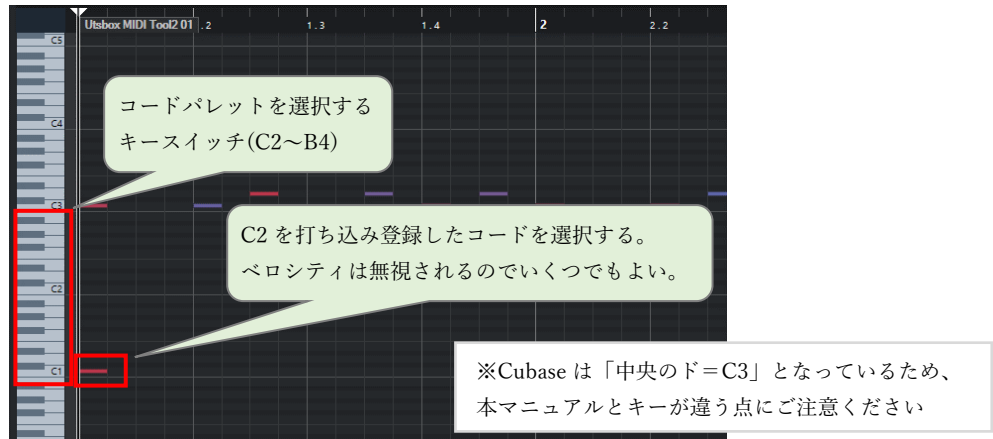 Utsbox MIDI Tool2 01 .2 1.3 1.4 2 2.2
C5
コードパレットを選択する
キースイッチ(C2～B4)
C4
C3
C2 を打ち込み登録したコードを選択する。
ベロシティは無視されるのでいくつでもよい。
C2
C1
※Cubase は「中央のド＝C3」となっているため、
本マニュアルとキーが違う点にご注意ください